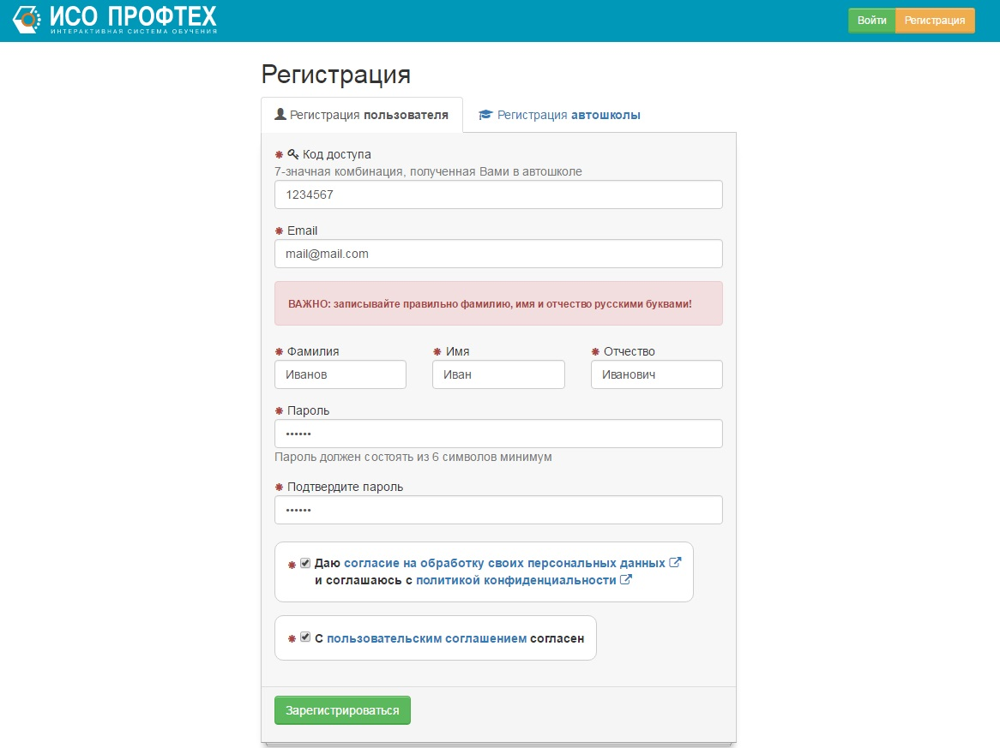 ИСО ПРОФТЕХ
ИНТЕРАКТИВНАЯ СИСТЕМА ОБУЧЕНИЯ
Войти Регистрация
Регистрация
Регистрация пользователя Регистрация автошколы
Код доступа
7-значная комбинация, полученная Вами в автошколе
1234567
Email
mail@mail.com
ВАЖНО: записывайте правильно фамилию, имя и отчество русскими буквами!
Фамилия Имя Отчество
Иванов Иван Иванович
Пароль
••••••
Пароль должен состоять из 6 символов минимум
Подтвердите пароль
••••••
Даю согласие на обработку своих персональных данных
и соглашаюсь с политикой конфиденциальности
С пользовательским соглашением согласен
Зарегистрироваться